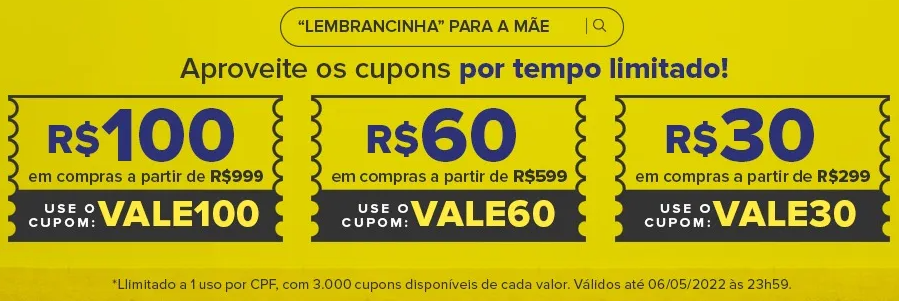 “LEMBRANCINHA” PARA A MÃE
Aproveite os cupons por tempo limitado!
R$100
em compras a partir de R$999
USE O CUPOM: VALE100
R$60
em compras a partir de R$599
USE O CUPOM: VALE60
R$30
em compras a partir de R$299
USE O CUPOM: VALE30
*Llimitado a 1 uso por CPF, com 3.000 cupons disponíveis de cada valor. Válidos até 06/05/2022 às 23h59.